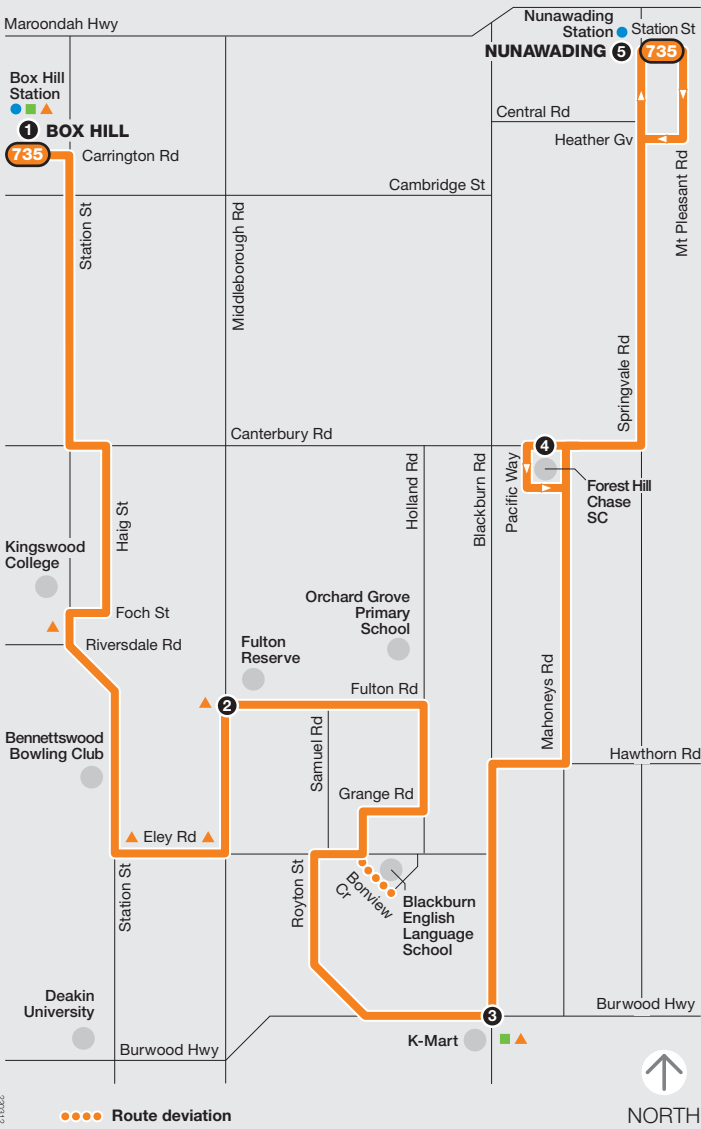 Maroondah Hwy
Nunawading
Station
Station St
NUNAWADING 5 735
Box Hill
Station
1 BOX HILL
735
Carrington Rd
Central Rd
Heather Gv
Mt Pleasant Rd
Cambridge St
Station St
Middleborough Rd
Springvale Rd
Canterbury Rd
4
Haig St
Holland Rd
Blackburn Rd
Pacific Way
Forest Hill
Chase
SC
Kingswood
College
Foch St
Riversdale Rd
Orchard Grove
Primary
School
Fulton
Reserve
Fulton Rd
2
Samuel Rd
Mahoneys Rd
Bennettswood
Bowling Club
Hawthorn Rd
Grange Rd
Eley Rd
Station St
Royton St
Bonview
Cr
Blackburn
English
Language
School
Deakin
University
Burwood Hwy
3
K-Mart
Burwood Hwy
Route deviation
NORTH